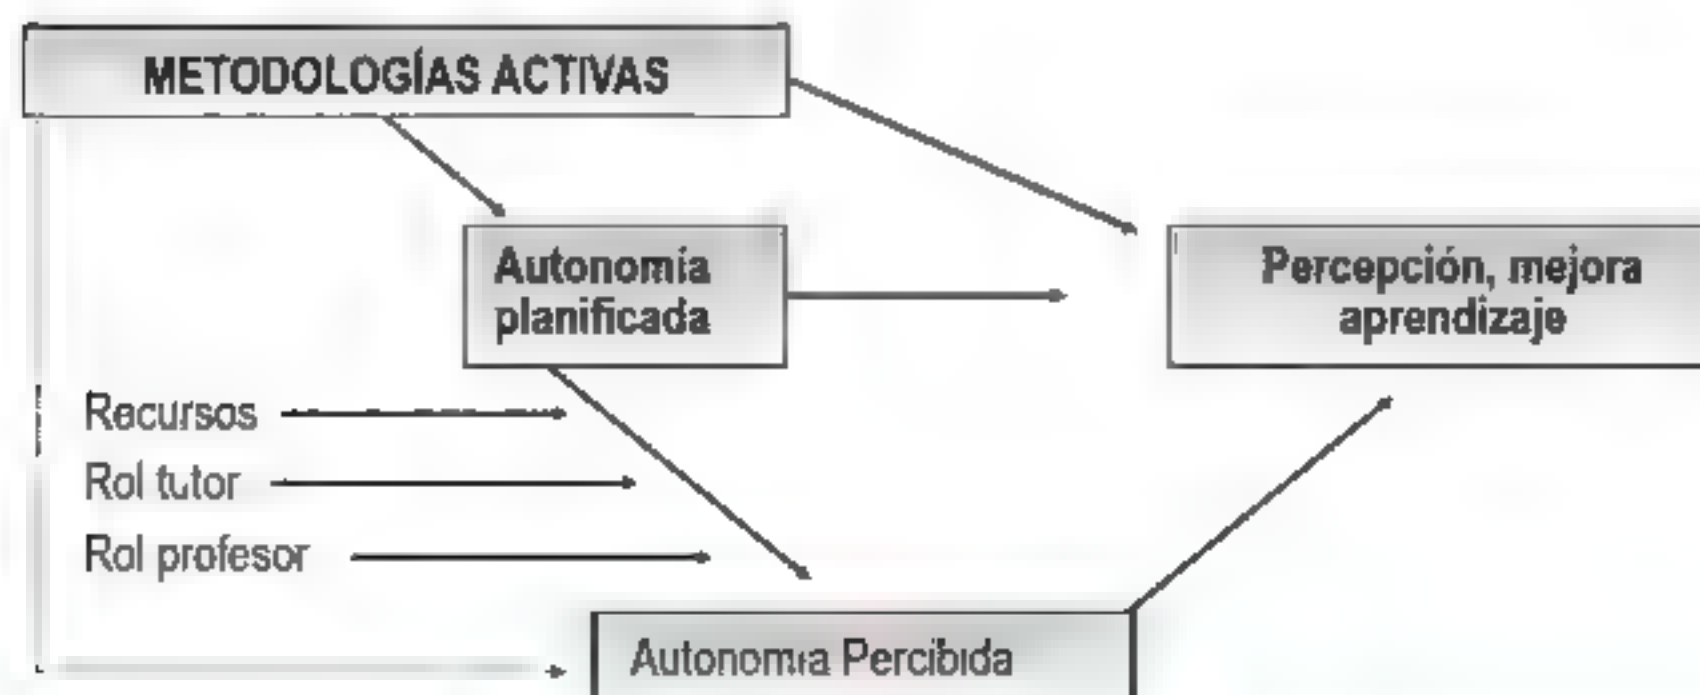 METODOLOGÍAS ACTIVAS
Autonomía
planificada
Percepción, mejora
aprendizaje
Recursos
Rol tutor
Rol profesor
Autonomía Percibida